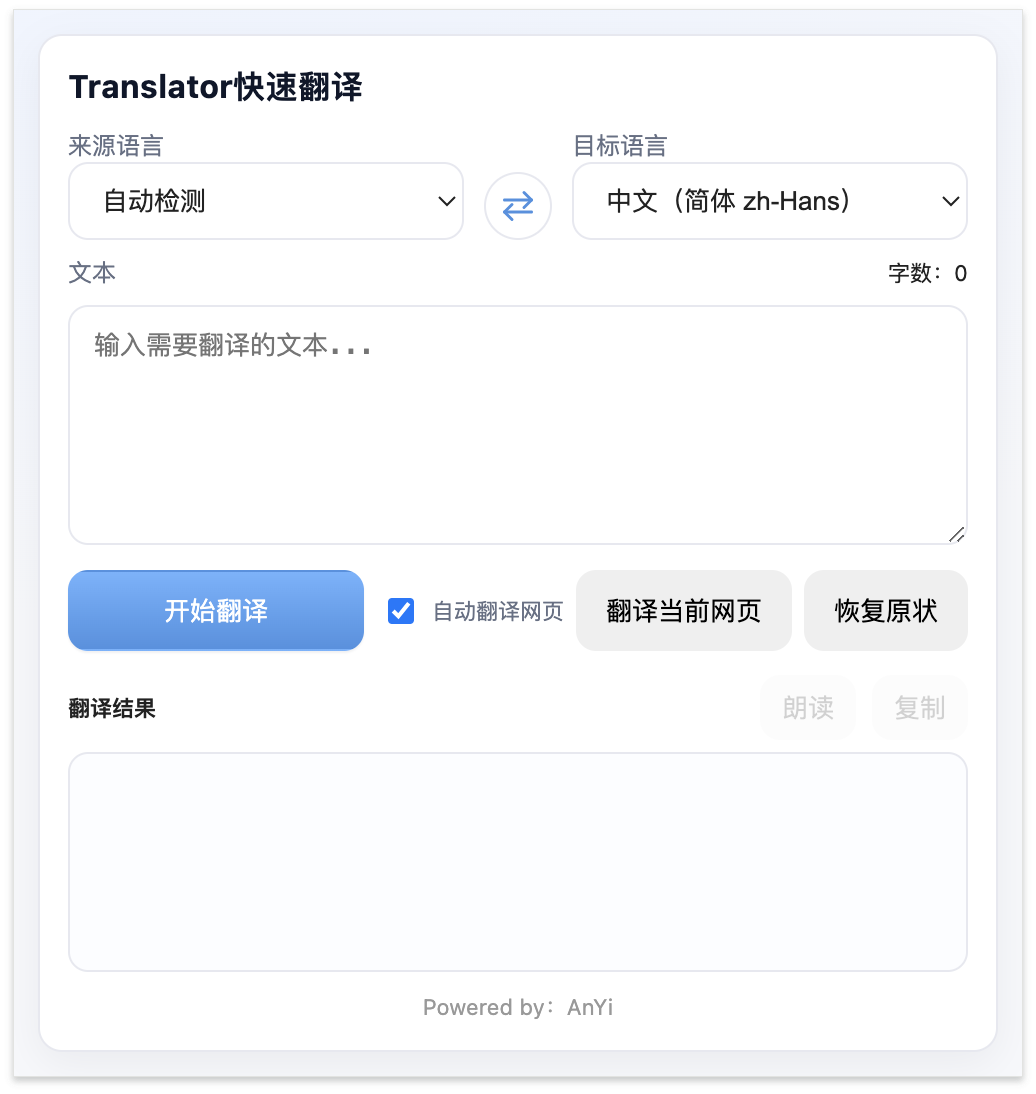 Translator快速翻译
来源语言
目标语言
自动检测
中文（简体 zh-Hans）
文本
字数：0
输入需要翻译的文本...
开始翻译
自动翻译网页
翻译当前网页
恢复原状
翻译结果
朗读
复制
Powered by：AnYi